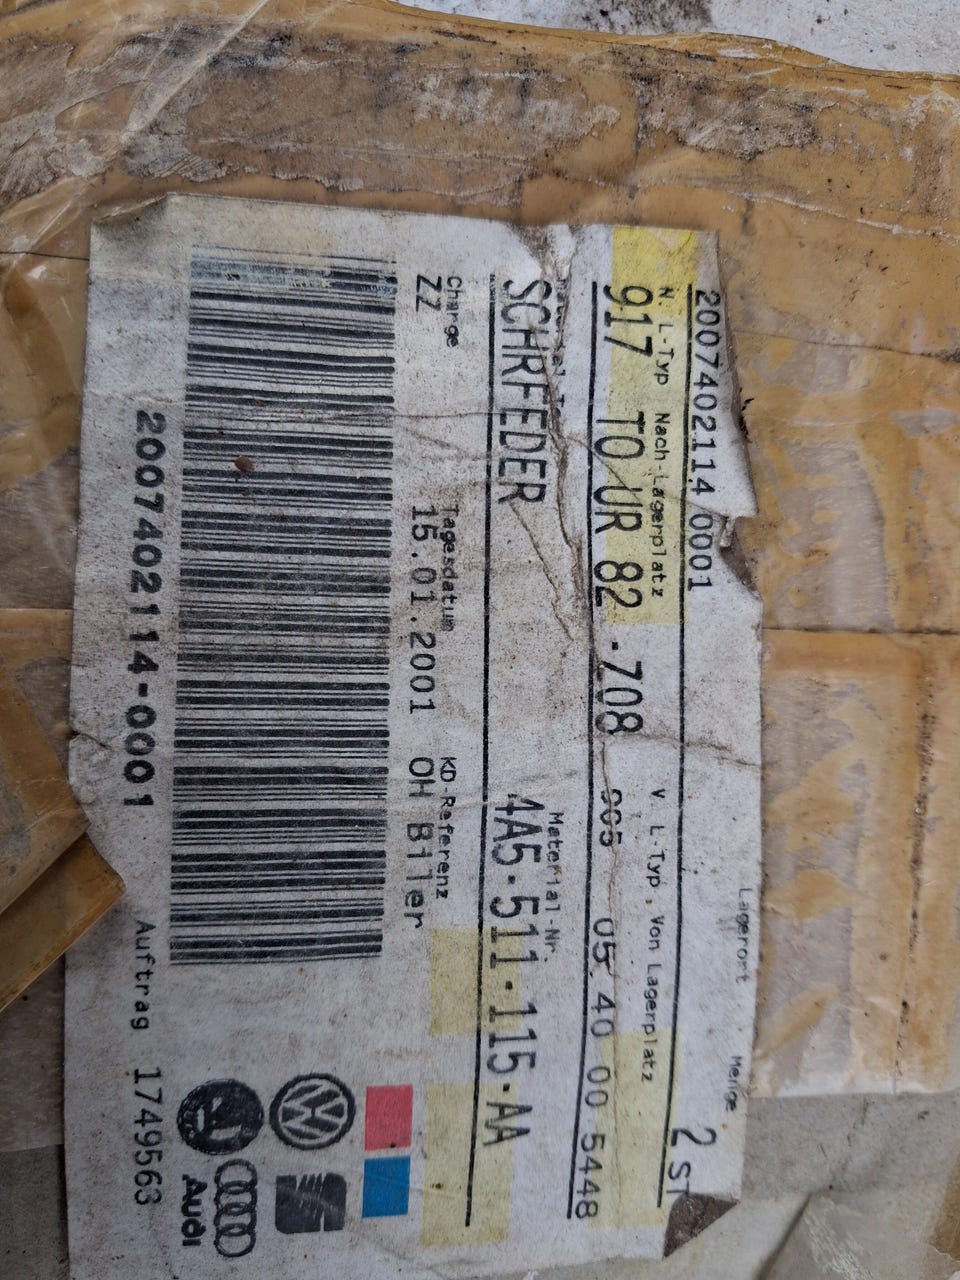 Lagerort Menge
2007402114 0001 2 ST
N. L-Typ Nach-Lagerplatz V. L-Typ, Von Lagerplatz
917 TO UR 82 .708 005 05 40 00 5448
Material-Nr.
SCHRFEDER 4A5.511.115.AA
Charge Tagesdatum KD-Referenz
ZZ 15.01.2001 OH Biler
2007402114-0001
Auftrag 1749563
Audi